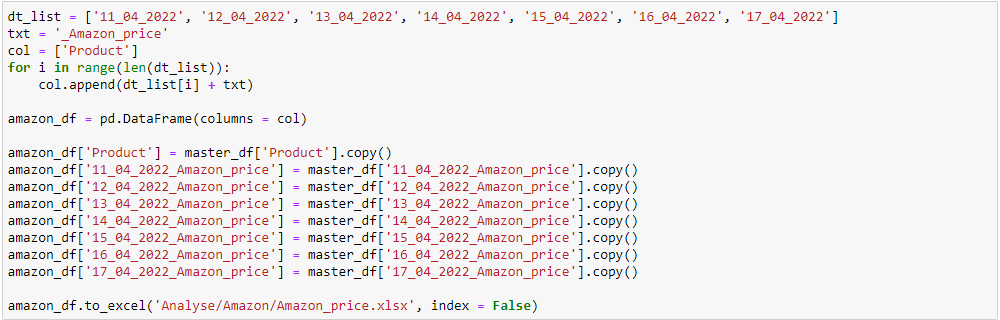 dt_list = ['11_04_2022', '12_04_2022', '13_04_2022', '14_04_2022', '15_04_2022', '16_04_2022', '17_04_2022']
txt = '_Amazon_price'
col = ['Product']
for i in range(len(dt_list)):
    col.append(dt_list[i] + txt)

amazon_df = pd.DataFrame(columns = col)

amazon_df['Product'] = master_df['Product'].copy()
amazon_df['11_04_2022_Amazon_price'] = master_df['11_04_2022_Amazon_price'].copy()
amazon_df['12_04_2022_Amazon_price'] = master_df['12_04_2022_Amazon_price'].copy()
amazon_df['13_04_2022_Amazon_price'] = master_df['13_04_2022_Amazon_price'].copy()
amazon_df['14_04_2022_Amazon_price'] = master_df['14_04_2022_Amazon_price'].copy()
amazon_df['15_04_2022_Amazon_price'] = master_df['15_04_2022_Amazon_price'].copy()
amazon_df['16_04_2022_Amazon_price'] = master_df['16_04_2022_Amazon_price'].copy()
amazon_df['17_04_2022_Amazon_price'] = master_df['17_04_2022_Amazon_price'].copy()

amazon_df.to_excel('Analyse/Amazon/Amazon_price.xlsx', index = False)